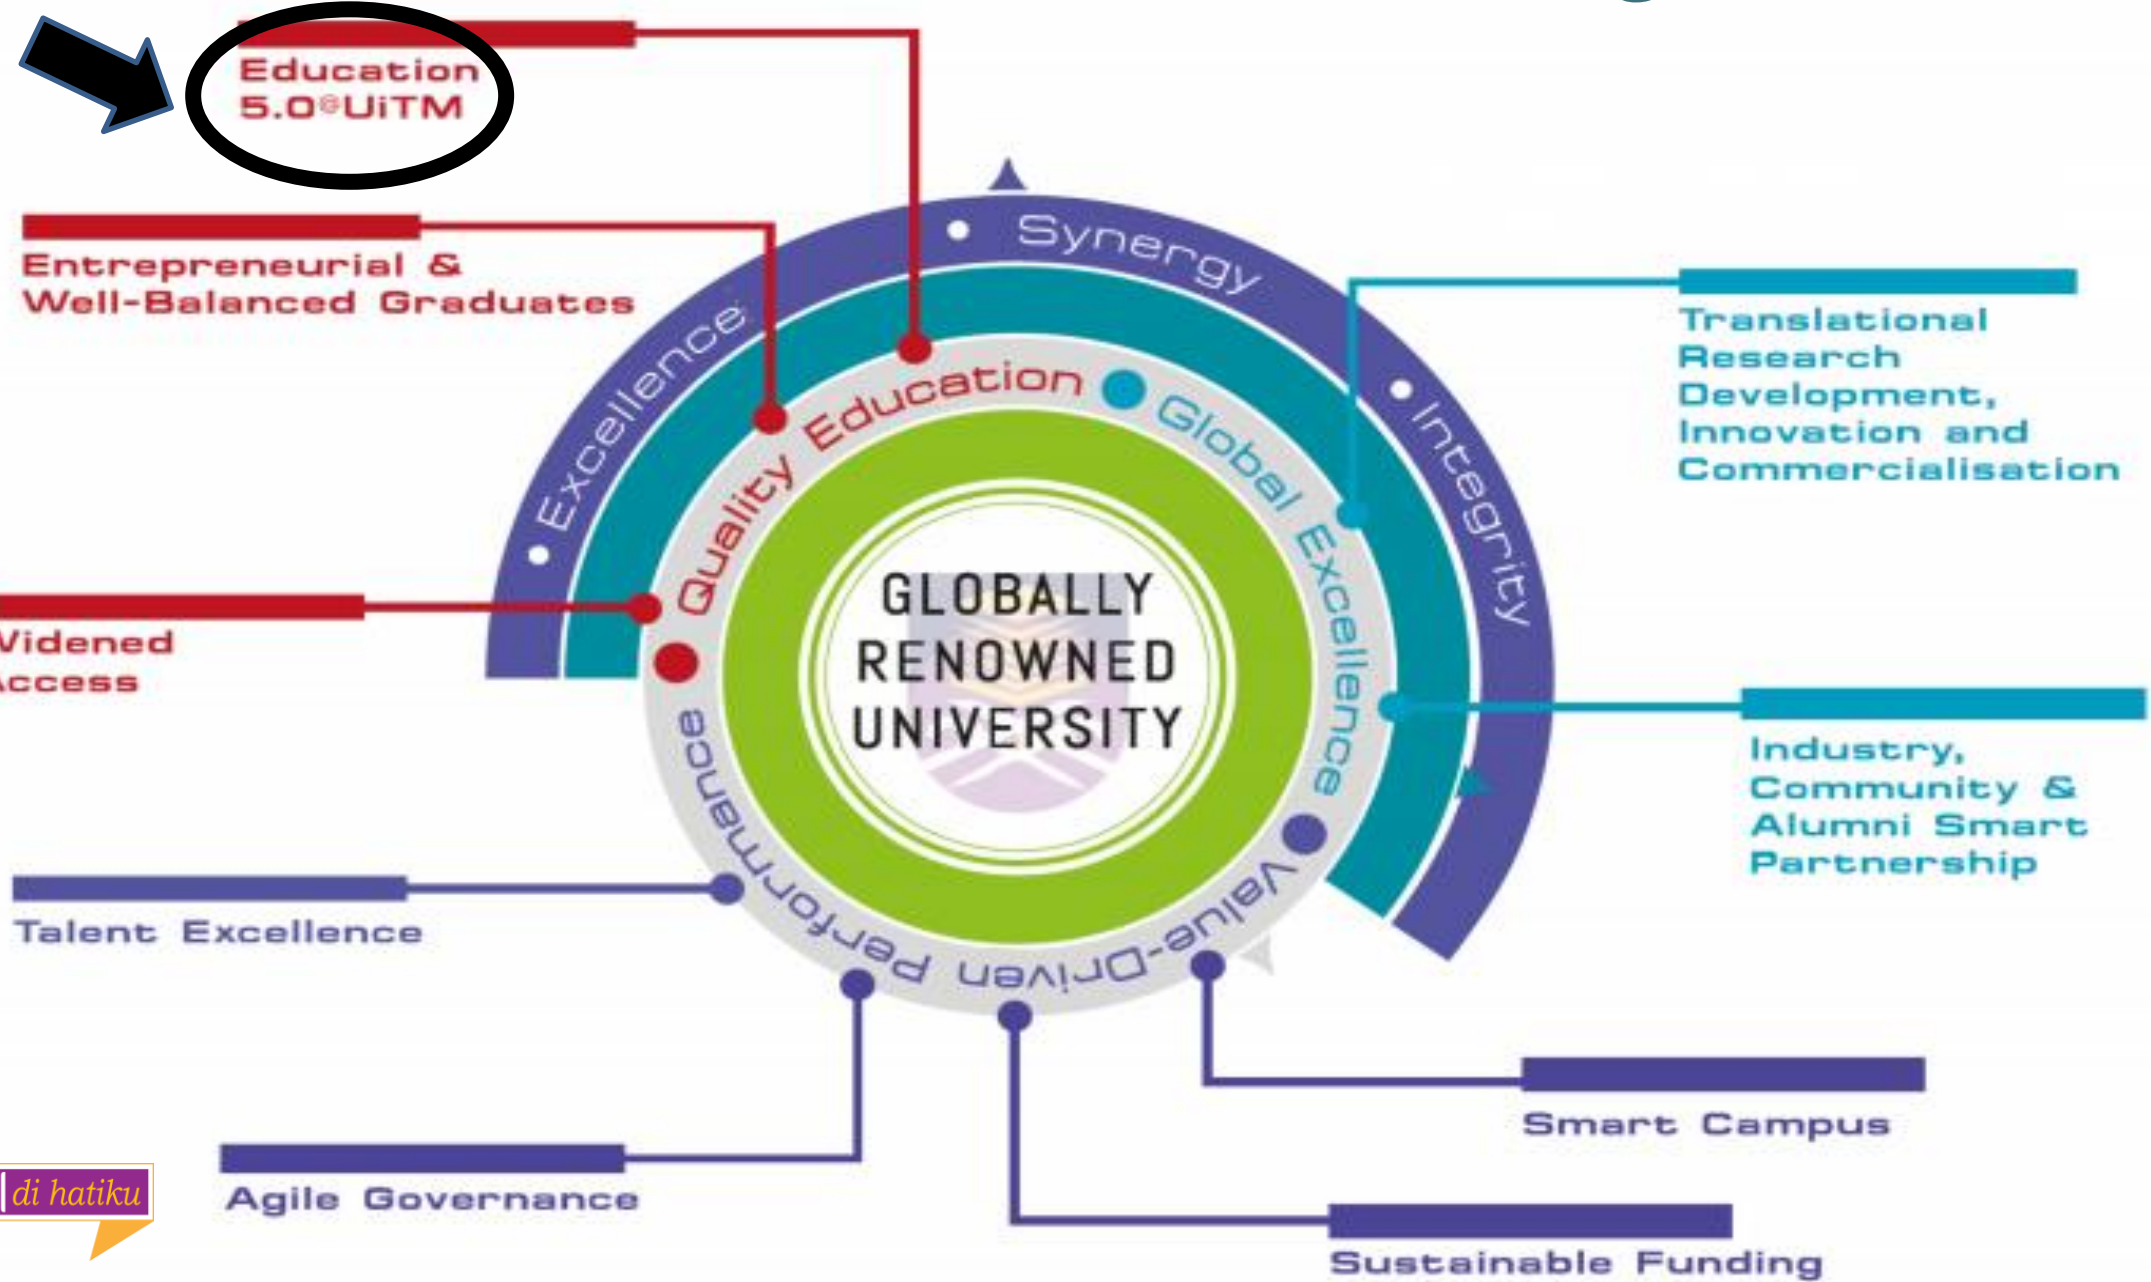 Education
5.0@UiTM
Entrepreneurial &
Well-Balanced Graduates
Widened
Access
Talent Excellence
Agile Governance
di hatiku
Excellence
Synergy
Integrity
Quality Education
Global Excellence
Value-Driven Performance
GLOBALLY
RENOWNED
UNIVERSITY
Translational
Research
Development,
Innovation and
Commercialisation
Industry,
Community &
Alumni Smart
Partnership
Smart Campus
Sustainable Funding